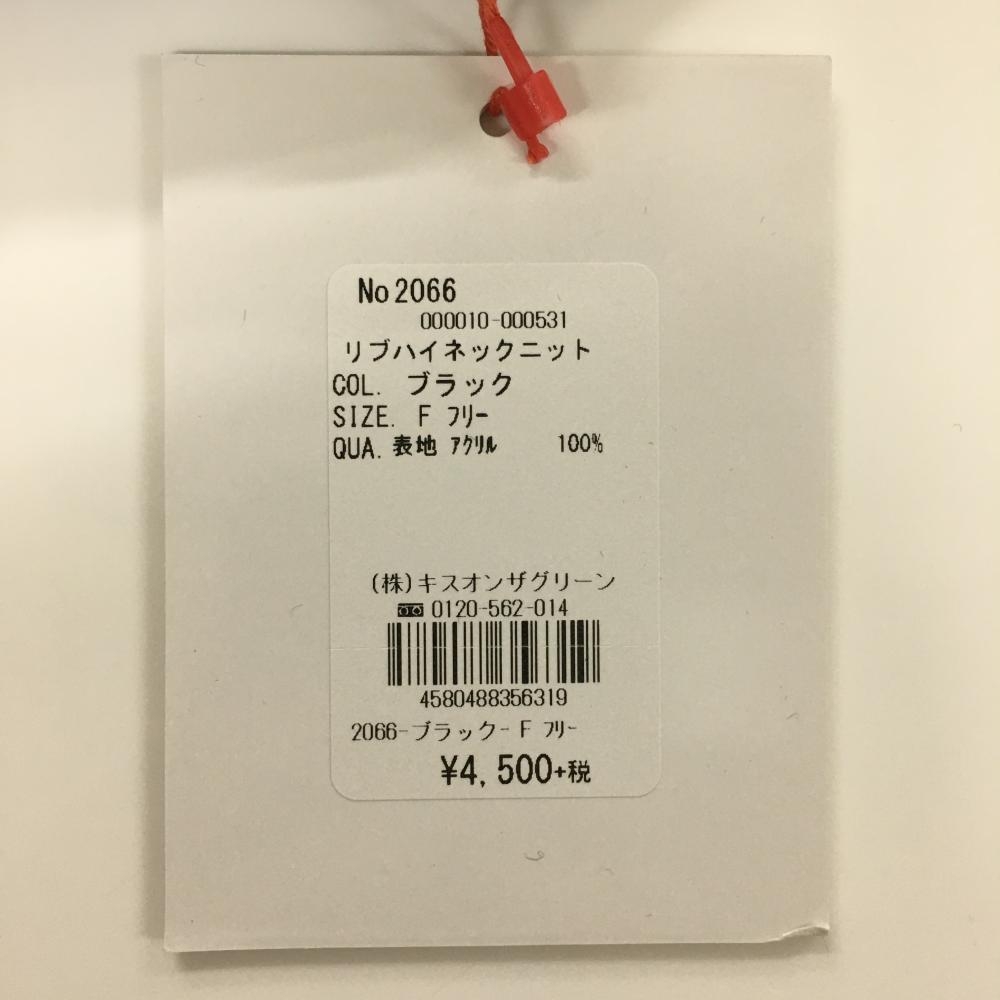 No2066
000010-000531
リブハイネックニット
COL. ブラック
SIZE. F ﾌﾘｰ
QUA. 表地 ｱｸﾘﾙ 100%
(株)キスオンザグリーン
0120-562-014
4580488356319
2066-ブラック- F ﾌﾘｰ
¥4,500+税